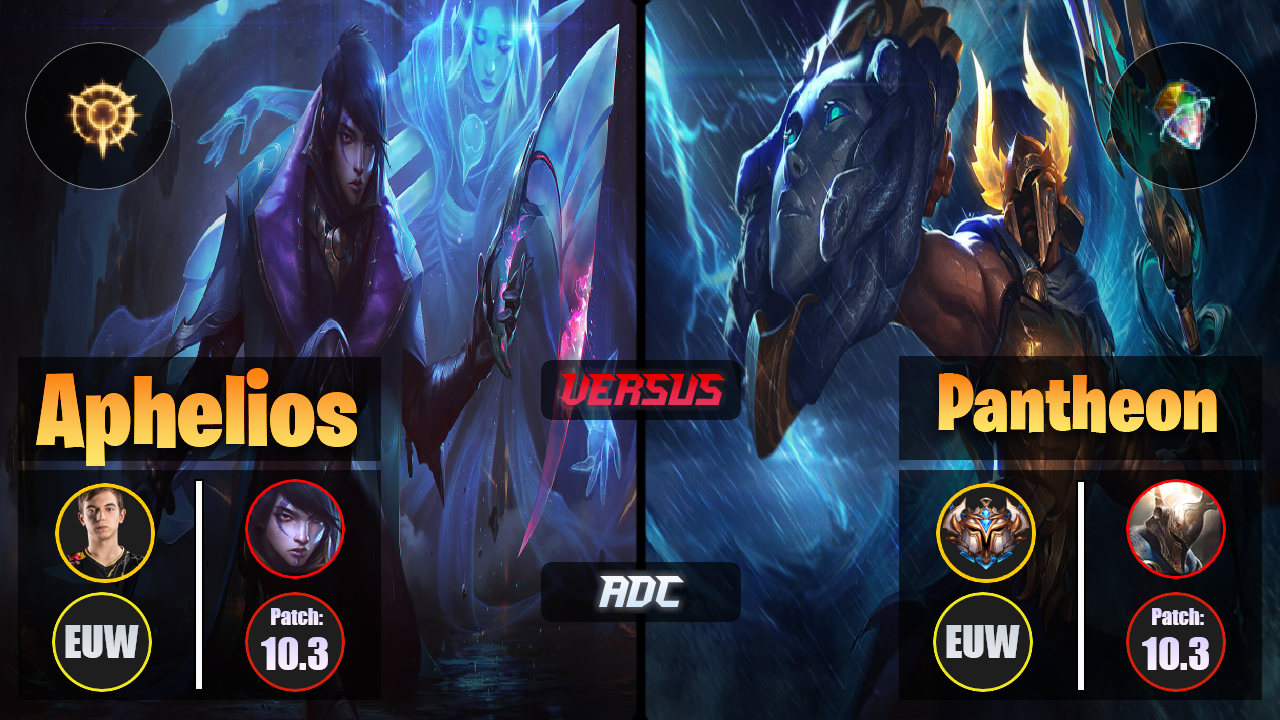 Aphelios
VERSUS
Pantheon
EUW
Patch:
10.3
ADC
EUW
Patch:
10.3